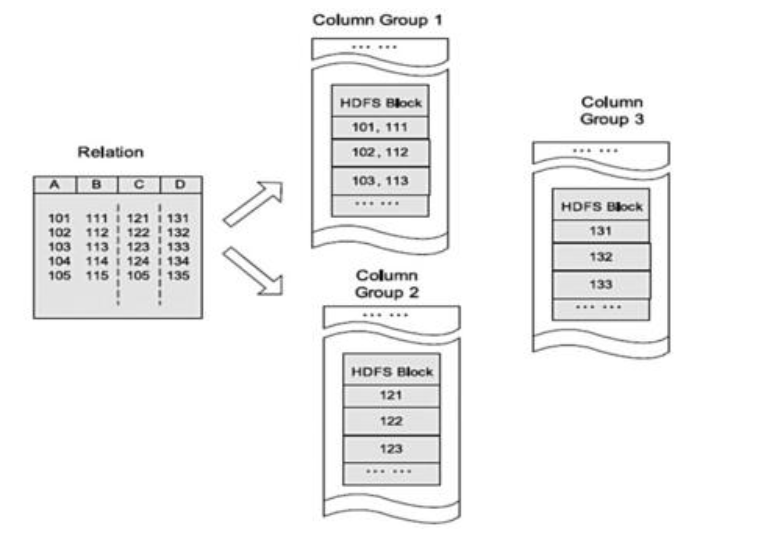 Column Group 1
... ...
HDFS Block
101, 111
102, 112
103, 113
... ...
Relation
A B C D
101 111 121 131
102 112 122 132
103 113 123 133
104 114 124 134
105 115 105 135
Column
Group 2
... ...
HDFS Block
121
122
123
... ...
Column
Group 3
... ...
HDFS Block
131
132
133
... ...